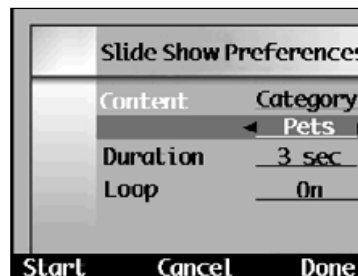 Slide Show Preferences
Content Category
Pets
Duration 3 sec
Loop On
Start Cancel Done